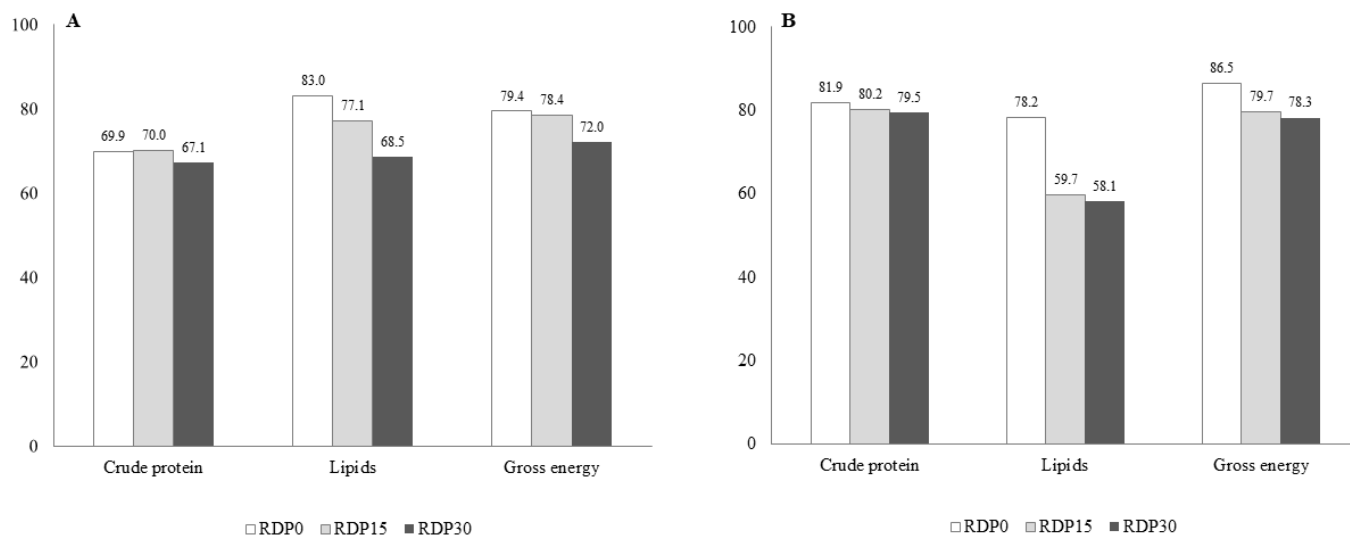 A
100
80
60
40
20
0
69.9 70.0 67.1
83.0 77.1 68.5
79.4 78.4 72.0
Crude protein Lipids Gross energy
RDP0 RDP15 RDP30
B
100
80
60
40
20
0
81.9 80.2 79.5
78.2 59.7 58.1
86.5 79.7 78.3
Crude protein Lipids Gross energy
RDP0 RDP15 RDP30